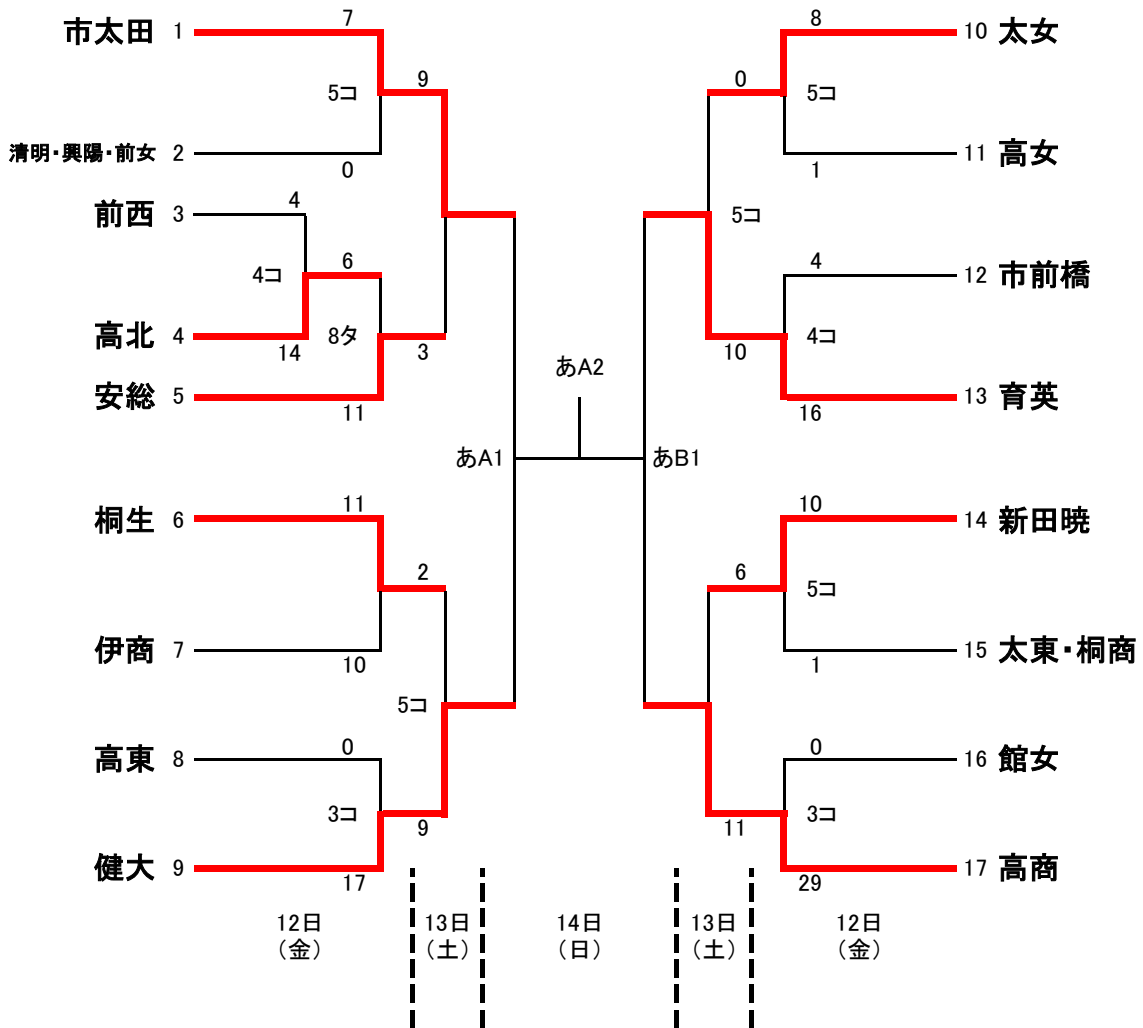 7 8
市太田 1 10 太女
9 0
5コ 5コ
清明・興陽・前女 2 11 高女
0 1
4
前西 3 5コ
6 4
4コ 12 市前橋
高北 4 8タ 4コ
14 3 10
あA2
安総 5 13 育英
11 16
あA1 あB1
11 10
桐生 6 14 新田暁
2 6
5コ
伊商 7 15 太東・桐商
10 1
5コ
0 0
高東 8 16 館女
3コ 3コ
9 11
健大 9 17 高商
17 29
12日 13日 14日 13日 12日
（金） （土） （日） （土） （金）